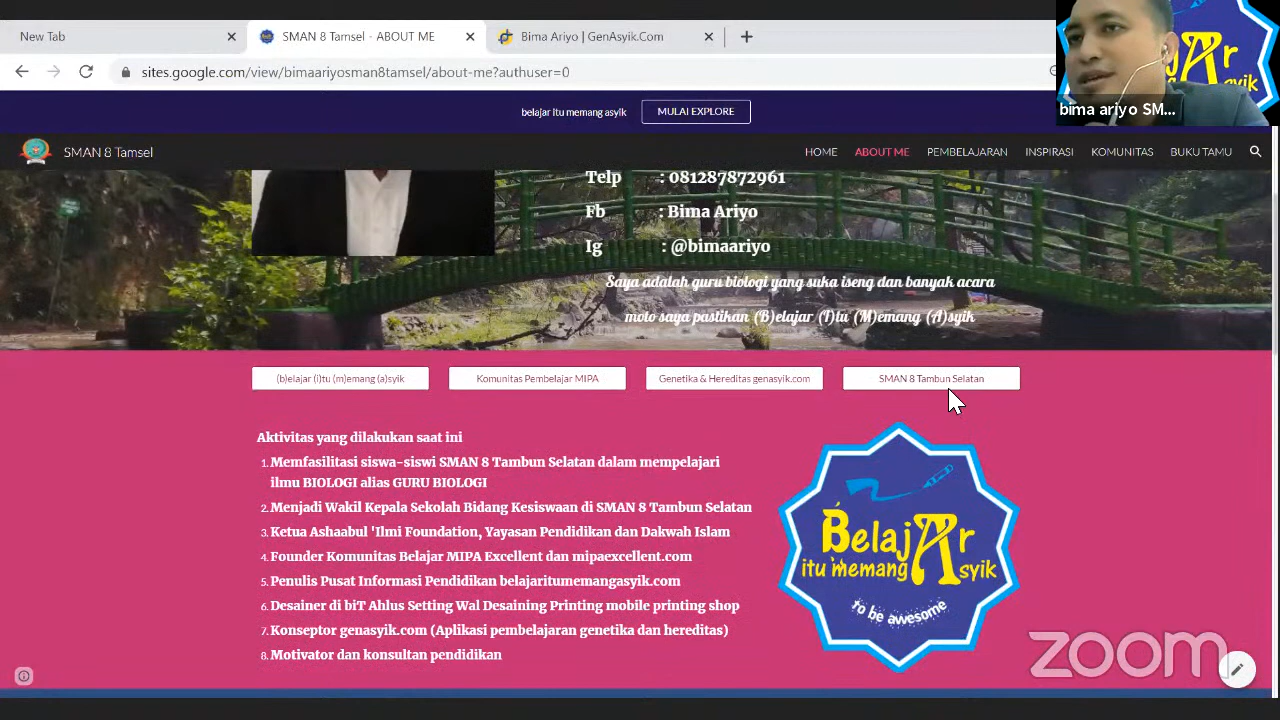 New Tab
SMAN 8 Tamsel - ABOUT ME
Bima Ariyo | GenAsyik.Com
sites.google.com/view/bimaariyosman8tamsel/about-me?authuser=0
bima ariyo SM...
belajar itu memang asyik
MULAI EXPLORE
SMAN 8 Tamsel
HOME ABOUT ME PEMBELAJARAN INSPIRASI KOMUNITAS BUKU TAMU
Telp : 081287872961
Fb : Bima Ariyo
Ig : @bimaariyo
Saya adalah guru biologi yang suka iseng dan banyak acara
moto saya pastikan (B)elajar (I)tu (M)emang (A)syik
(b)elajar (i)tu (m)emang (a)syik
Komunitas Pembelajar MIPA
Genetika & Hereditas genasyik.com
SMAN 8 Tambun Selatan
Aktivitas yang dilakukan saat ini
1. Memfasilitasi siswa-siswi SMAN 8 Tambun Selatan dalam mempelajari
ilmu BIOLOGI alias GURU BIOLOGI
2. Menjadi Wakil Kepala Sekolah Bidang Kesiswaan di SMAN 8 Tambun Selatan
3. Ketua Ashaabul 'Ilmi Foundation, Yayasan Pendidikan dan Dakwah Islam
4. Founder Komunitas Belajar MIPA Excellent dan mipaexcellent.com
5. Penulis Pusat Informasi Pendidikan belajaritumemangasyik.com
6. Desainer di biT Ahlus Setting Wal Desaining Printing mobile printing shop
7. Konseptor genasyik.com (Aplikasi pembelajaran genetika dan hereditas)
8. Motivator dan konsultan pendidikan
BelajAr
itu memang Asyik
to be awesome
zoom